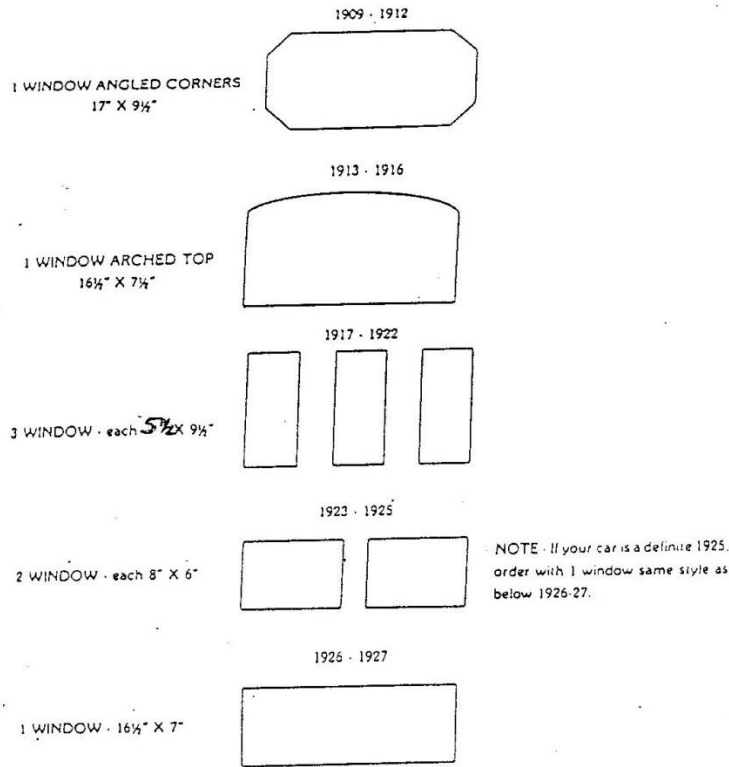 1909 - 1912
1 WINDOW ANGLED CORNERS
17" X 9½"
1913 - 1916
1 WINDOW ARCHED TOP
16½" X 7½"
1917 - 1922
3 WINDOW - each 5½ X 9½"
1923 - 1925
2 WINDOW - each 8" X 6"
NOTE - If your car is a definite 1925,
order with 1 window same style as
below 1926-27.
1926 - 1927
1 WINDOW - 16½" X 7"